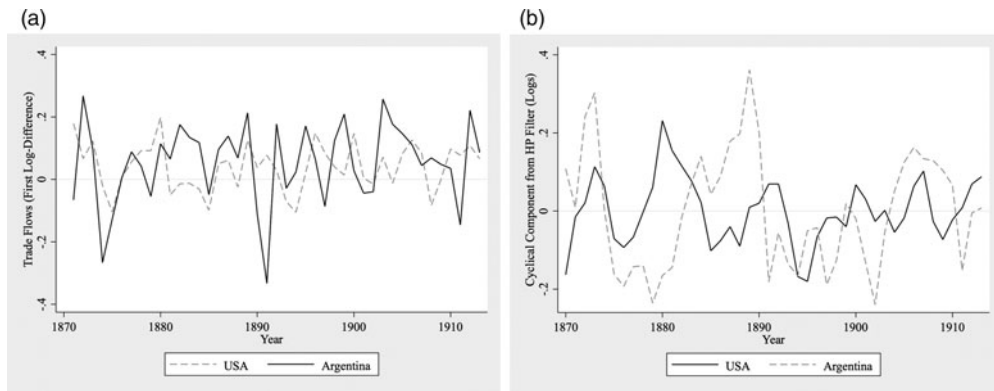 (a)
Trade Flows (First Log-Difference)
.4
.2
0
-.2
-.4
1870 1880 1890 1900 1910
Year
USA Argentina
(b)
Cyclical Component from HP Filter (Logs)
.4
.2
0
-.2
1870 1880 1890 1900 1910
Year
USA Argentina